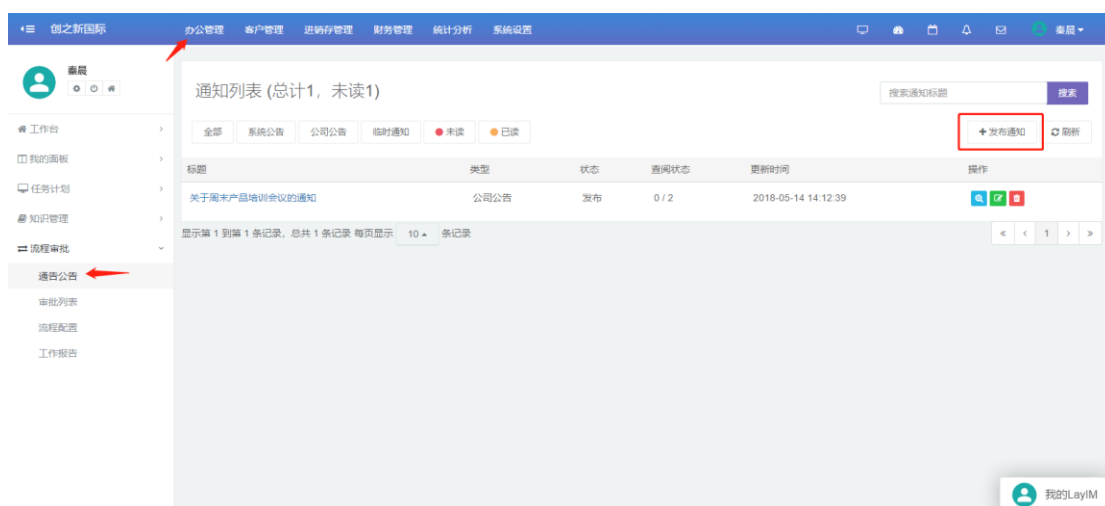 创之新国际 办公管理 客户管理 进销存管理 财务管理 统计分析 系统设置 秦晨
秦晨
通知列表 (总计1，未读1)
搜索通知标题 搜索
工作台
全部 系统公告 公司公告 临时通知 未读 已读 发布通知 刷新
我的面板
标题 类型 状态 查阅状态 更新时间 操作
任务计划
关于周末产品培训会议的通知 公司公告 发布 0 / 2 2018-05-14 14:12:39
知识管理
显示第 1 到第 1 条记录，总共 1 条记录 每页显示 10 条记录 « ‹ 1 › »
流程审批
通告公告
审批列表
流程配置
工作报告
我的LayIM